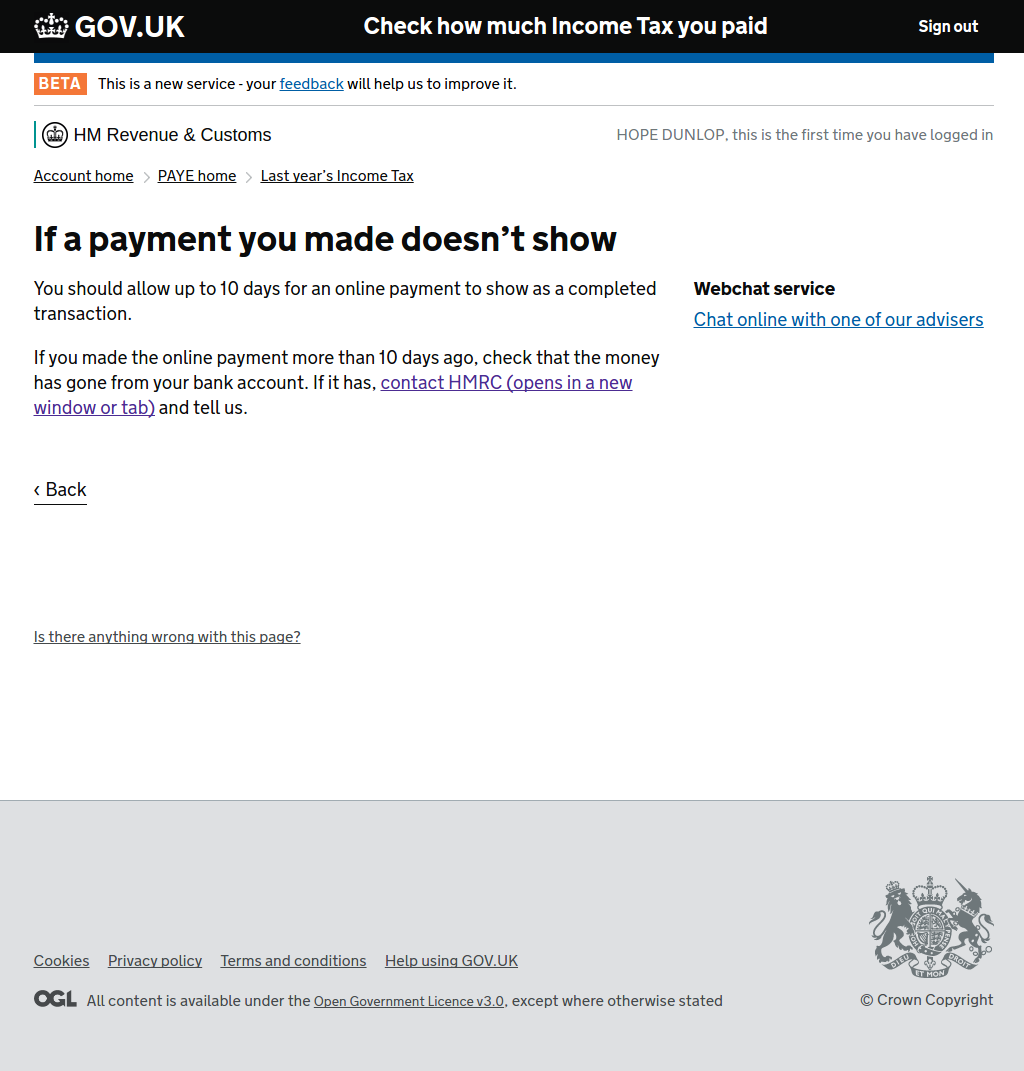 GOV.UK Check how much Income Tax you paid Sign out
BETA This is a new service - your feedback will help us to improve it.
HM Revenue & Customs HOPE DUNLOP, this is the first time you have logged in
Account home PAYE home Last year’s Income Tax
If a payment you made doesn’t show
You should allow up to 10 days for an online payment to show as a completed
transaction.
If you made the online payment more than 10 days ago, check that the money
has gone from your bank account. If it has, contact HMRC (opens in a new
window or tab) and tell us.
Webchat service
Chat online with one of our advisers
‹ Back
Is there anything wrong with this page?
Cookies Privacy policy Terms and conditions Help using GOV.UK
OGL All content is available under the Open Government Licence v3.0, except where otherwise stated
DIEU ET MON DROIT
© Crown Copyright